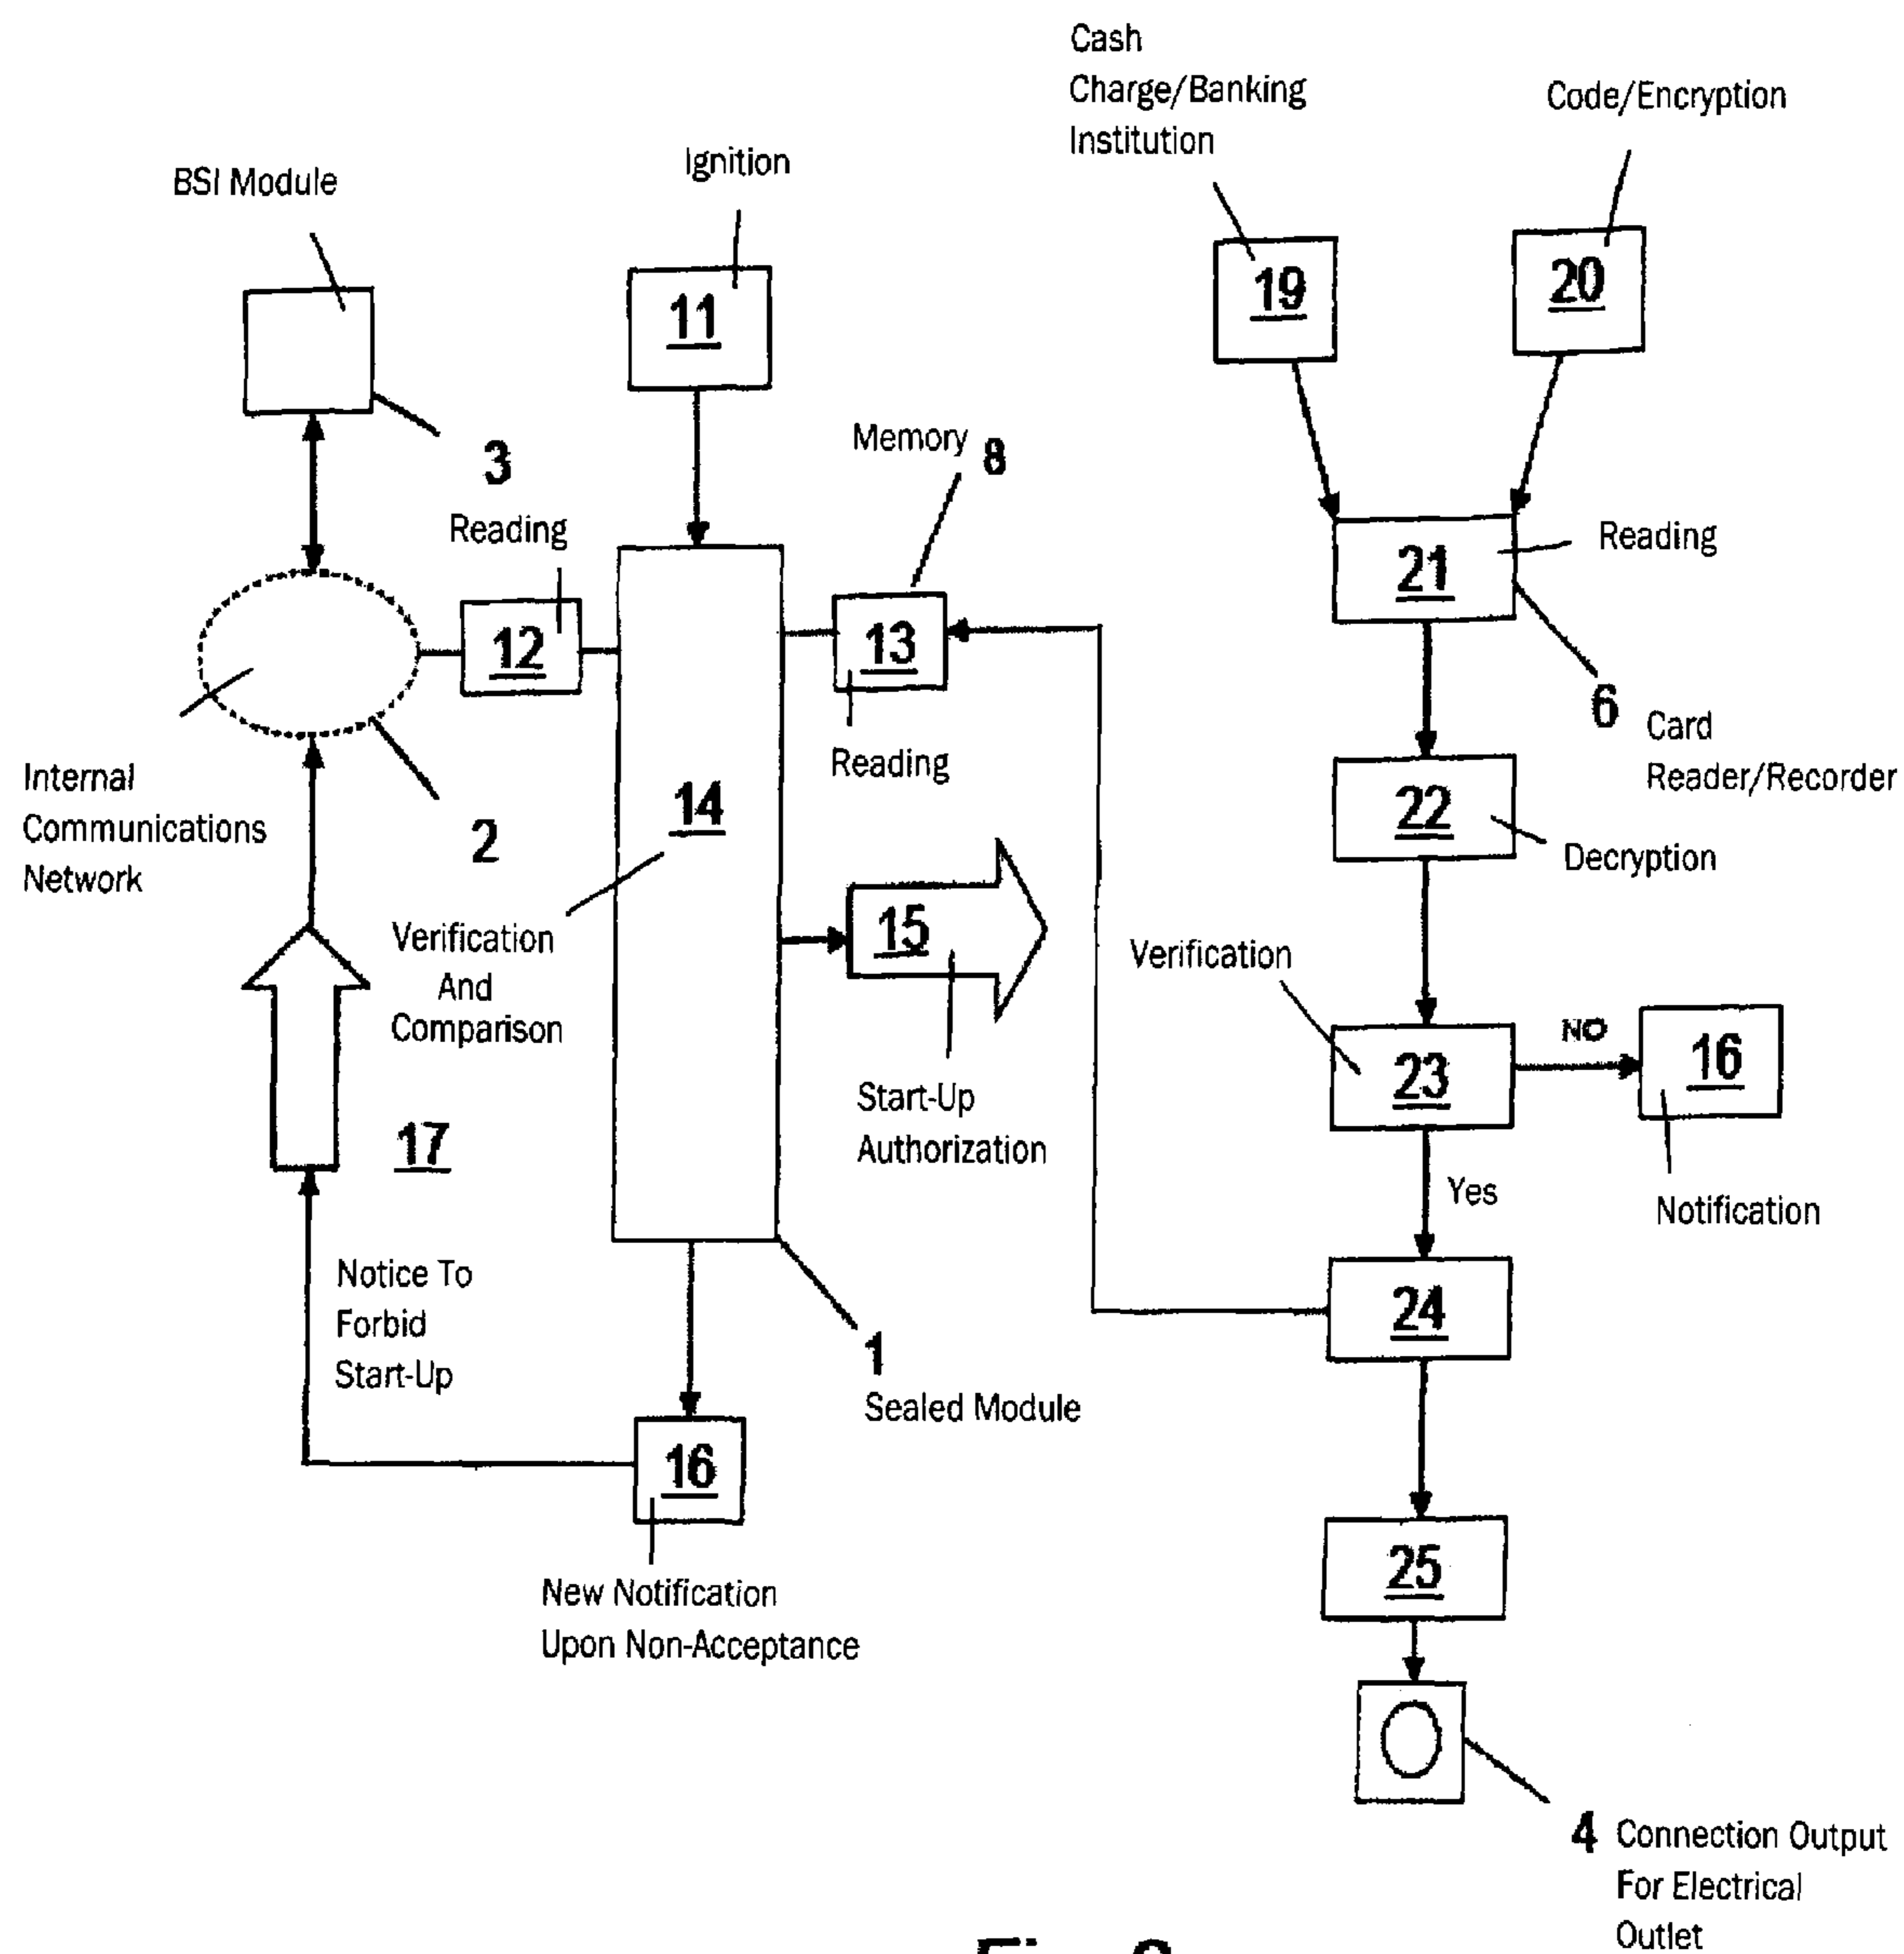 Cash
Charge/Banking
Institution
Code/Encryption
Ignition
BSI Module
19
20
11
3
Memory 8
Reading
Reading
21
12
13
6 Card
Reader/Recorder
Reading
Internal
Communications
Network
2
14
22
Decryption
Verification
And
Comparison
15
Verification
Start-Up
Authorization
NO
23
16
17
Yes
Notification
Notice To
Forbid
Start-Up
24
1
Sealed Module
16
25
New Notification
Upon Non-Acceptance
4 Connection Output
For Electrical
Outlet